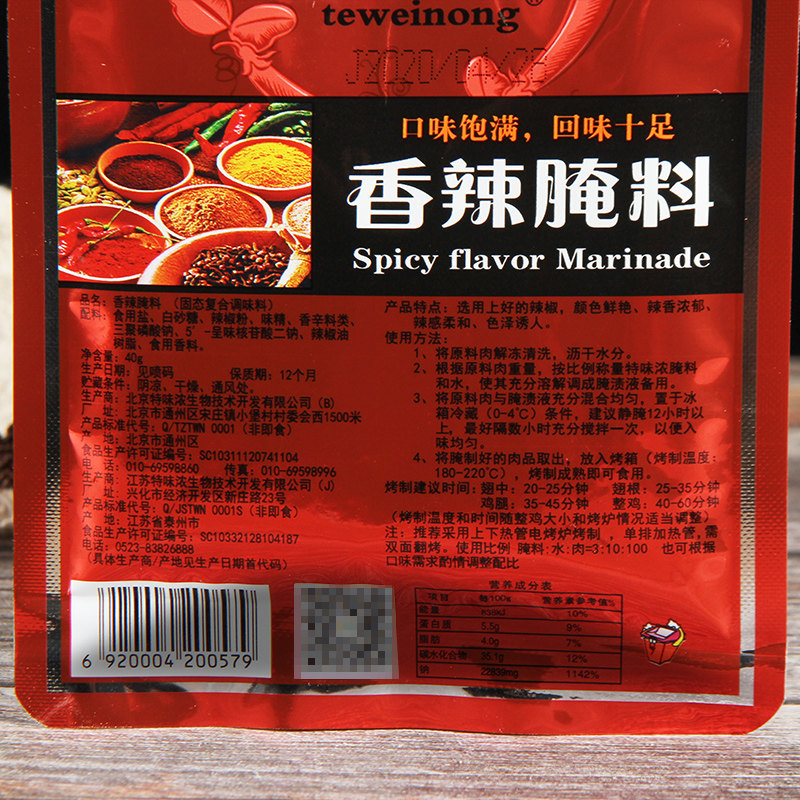 teweinong®
J2020/04/28
口味饱满，回味十足
香辣腌料
Spicy flavor Marinade
品名：香辣腌料 （固态复合调味料）
配料：食用盐、白砂糖、辣椒粉、味精、香辛料类、
三聚磷酸钠、5′-呈味核苷酸二钠、辣椒油
树脂、食用香料。
净含量：40g
生产日期：见喷码 保质期：12个月
贮藏条件：阴凉、干燥、通风处。
生产商：北京特味浓生物技术开发有限公司（B）
地 址：北京市通州区宋庄镇小堡村村委会西1500米
产品标准代号：Q/TZTWN 0001（非即食）
产 地：北京市通州区
食品生产许可证编号：SC10311120741104
电 话：010-69598860 传真：010-69598996
生产商：江苏特味浓生物技术开发有限公司（J）
地 址：兴化市经济开发区新庄路23号
产品标准代号：Q/JSTWN 0001S（非即食）
产 地：江苏省泰州市
食品生产许可证编号：SC10332128104187
电话：0523-83826888
（具体生产商/产地见生产日期首代码）
产品特点：选用上好的辣椒，颜色鲜艳、辣香浓郁、
辣感柔和、色泽诱人。
使用方法：
1、将原料肉解冻清洗，沥干水分。
2、根据原料肉重量，按比例称量特味浓腌料
和水，使其充分溶解调成腌渍液备用。
3、将原料肉与腌渍液充分混合均匀，置于冰
箱冷藏（0-4℃）条件，建议静腌12小时以
上，最好隔数小时充分搅拌一次，以便入
味均匀。
4、将腌制好的肉品取出，放入烤箱（烤制温度：
180-220℃），烤制成熟即可食用。
烤制建议时间：翅中：20-25分钟 翅根：25-35分钟
鸡腿：35-45分钟 整鸡：40-60分钟
（烤制温度和时间随整鸡大小和烤炉情况适当调整）
注：推荐采用上下热管电烤炉烤制，单排加热管，需
双面翻烤。使用比例 腌料:水:肉=3:10:100 也可根据
口味需求酌情调整配比
营养成分表
项目 每100g 营养素参考值%
能量 838kJ 10%
蛋白质 5.5g 9%
脂肪 4.0g 7%
碳水化合物 35.1g 12%
钠 22839mg 1142%
6 920004 200579